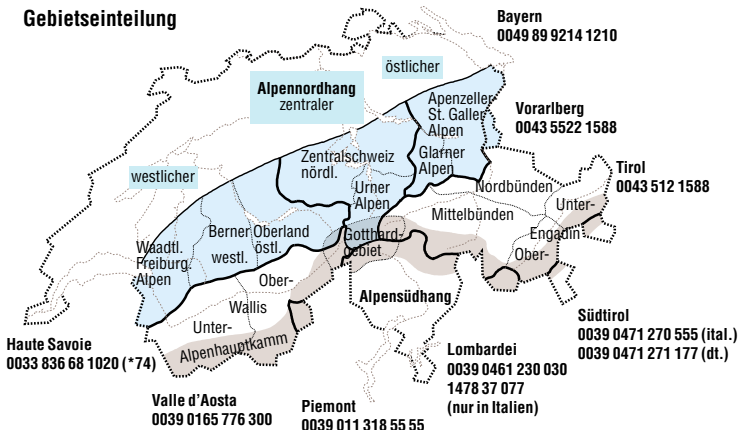 Gebietseinteilung
Bayern
0049 89 9214 1210
östlicher
Alpennordhang
zentraler
Apenzeller
St. Galler
Alpen
Vorarlberg
0043 5522 1588
Zentralschweiz
nördl.
Glarner
Alpen
Tirol
0043 512 1588
westlicher
Urner
Alpen
Nordbünden
Mittelbünden
Unter-
Engadin
Ober-
Berner Oberland
östl.
westl.
Gotthard-
gebiet
Waadtl.
Freiburg.
Alpen
Ober-
Wallis
Unter-
Alpensüdhang
Alpenhauptkamm
Südtirol
0039 0471 270 555 (ital.)
0039 0471 271 177 (dt.)
Haute Savoie
0033 836 68 1020 (*74)
Lombardei
0039 0461 230 030
1478 37 077
(nur in Italien)
Valle d'Aosta
0039 0165 776 300
Piemont
0039 011 318 55 55